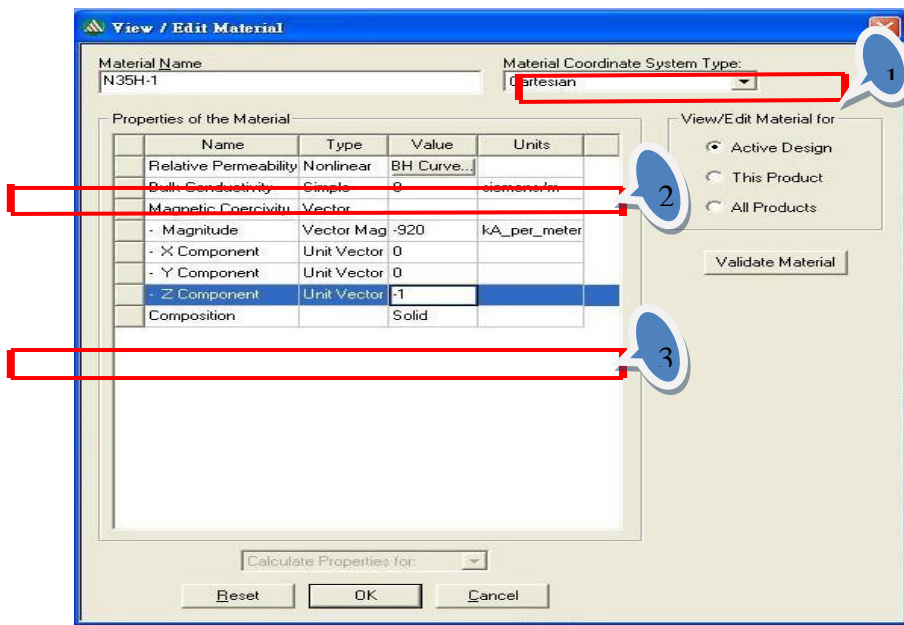 View / Edit Material
Material Name
Material Coordinate System Type:
N35H-1
Cartesian
1
Properties of the Material
View/Edit Material for
Name Type Value Units
Active Design
Relative Permeability Nonlinear BH Curve...
This Product
Bulk Conductivity Simple 0 siemens/m
2
Magnetic Coercivity Vector
All Products
- Magnitude Vector Mag -920 kA_per_meter
- X Component Unit Vector 0
- Y Component Unit Vector 0
Validate Material
- Z Component Unit Vector -1
Composition Solid
3
Calculate Properties for:
Reset OK Cancel